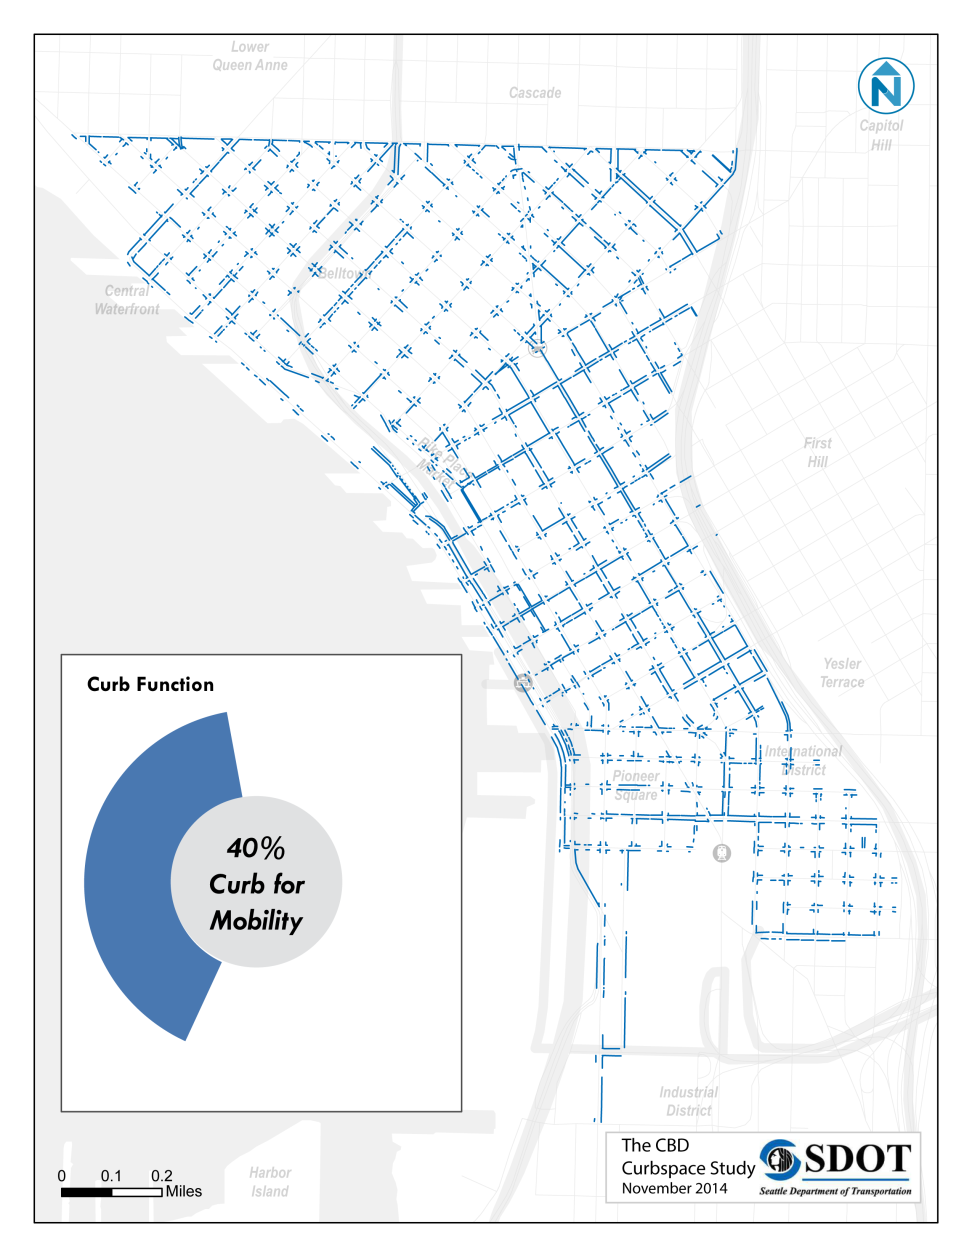 Lower
Queen Anne
Cascade
N
Capitol
Hill
Belltown
Central
Waterfront
Pike Place
Market
First
Hill
Yesler
Terrace
Curb Function
International
District
Pioneer
Square
40%
Curb for
Mobility
Industrial
District
The CBD
Curbspace Study
November 2014
SDOT
Seattle Department of Transportation
0 0.1 0.2
Miles
Harbor
Island